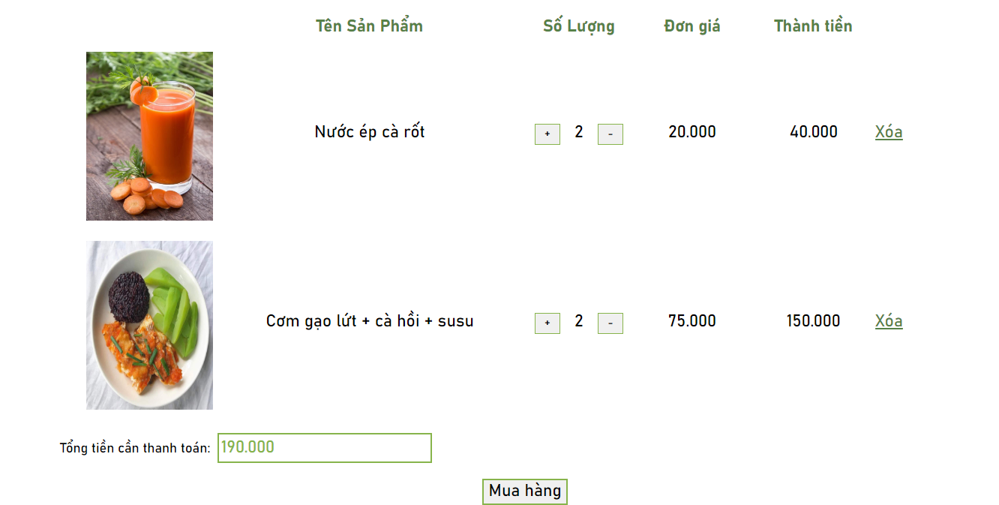 Tên Sản Phẩm Số Lượng Đơn giá Thành tiền
Nước ép cà rốt + 2 - 20.000 40.000 Xóa
Cơm gạo lứt + cà hồi + susu + 2 - 75.000 150.000 Xóa
Tổng tiền cần thanh toán: 190.000
Mua hàng